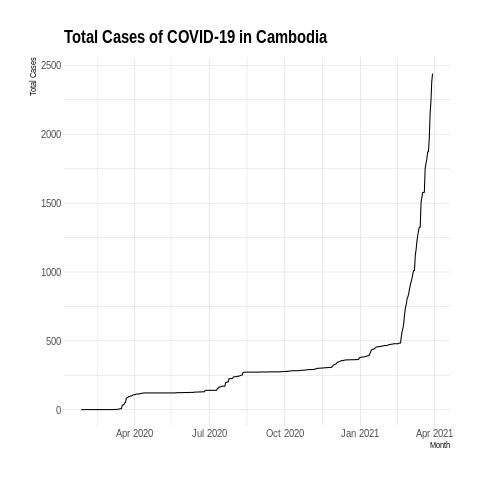 Total Cases of COVID-19 in Cambodia
Total Cases
2500
2000
1500
1000
500
0
Apr 2020 Jul 2020 Oct 2020 Jan 2021 Apr 2021
Month